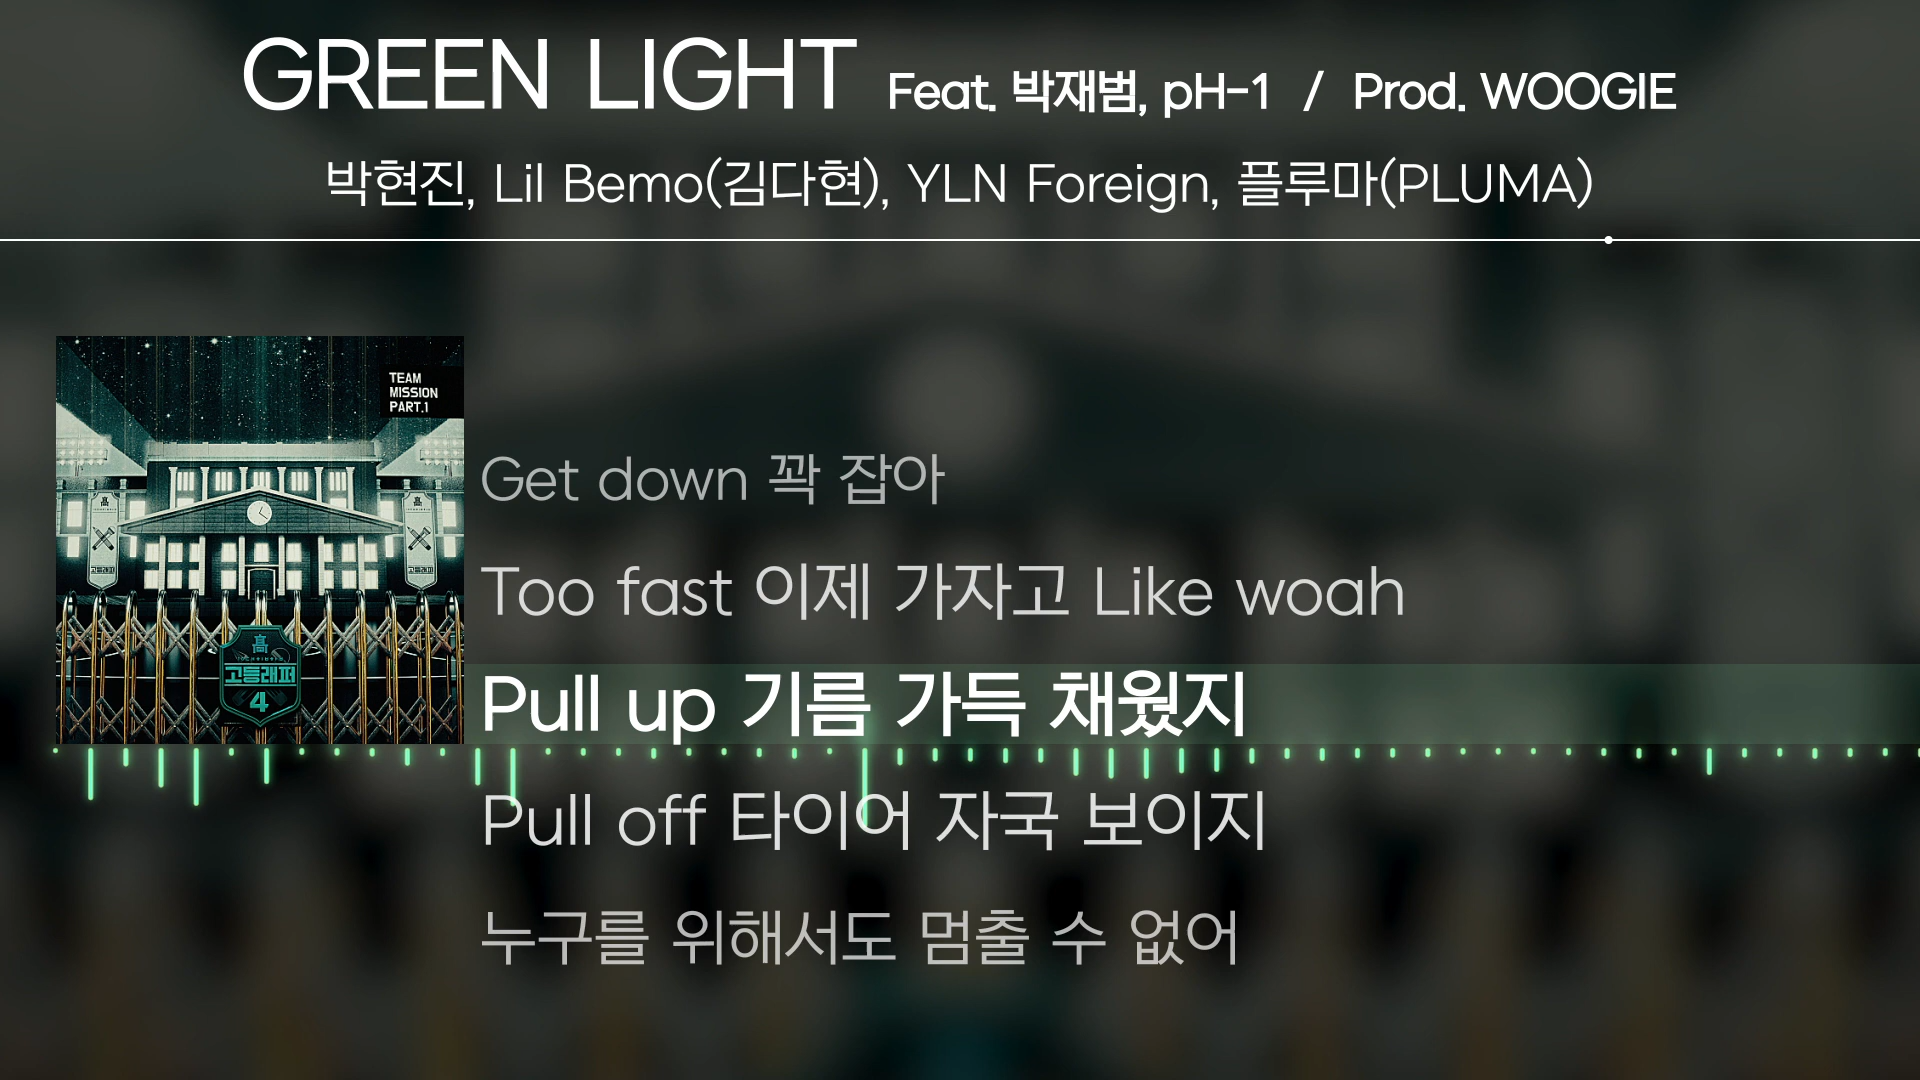 GREEN LIGHT Feat. 박재범, pH-1 / Prod. WOOGIE
박현진, Lil Bemo(김다현), YLN Foreign, 플루마(PLUMA)
TEAM
MISSION
PART.1
高
고등래퍼
4
Get down 꽉 잡아
Too fast 이제 가자고 Like woah
Pull up 기름 가득 채웠지
Pull off 타이어 자국 보이지
누구를 위해서도 멈출 수 없어